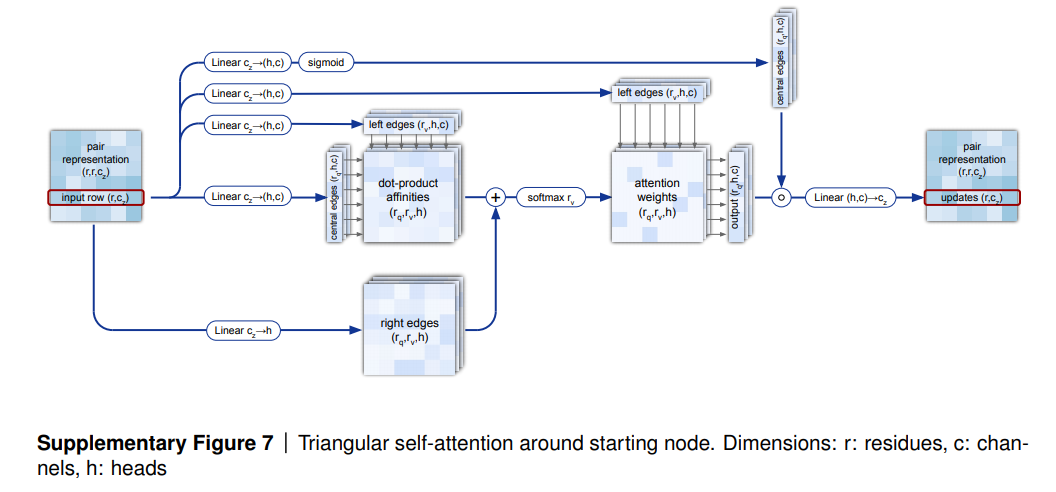 central edges (r_q,h,c)
Linear c_z→(h,c)
sigmoid
Linear c_z→(h,c)
left edges (r_v,h,c)
Linear c_z→(h,c)
left edges (r_v,h,c)
pair
representation
(r,r,c_z)
input row (r,c_z)
Linear c_z→(h,c)
central edges (r_q,h,c)
dot-product
affinities
(r_q,r_v,h)
+
softmax r_v
attention
weights
(r_q,r_v,h)
output (r_q,h,c)
Linear (h,c)→c_z
pair
representation
(r,r,c_z)
updates (r,c_z)
Linear c_z→h
right edges
(r_q,r_v,h)
Supplementary Figure 7 | Triangular self-attention around starting node. Dimensions: r: residues, c: chan-
nels, h: heads